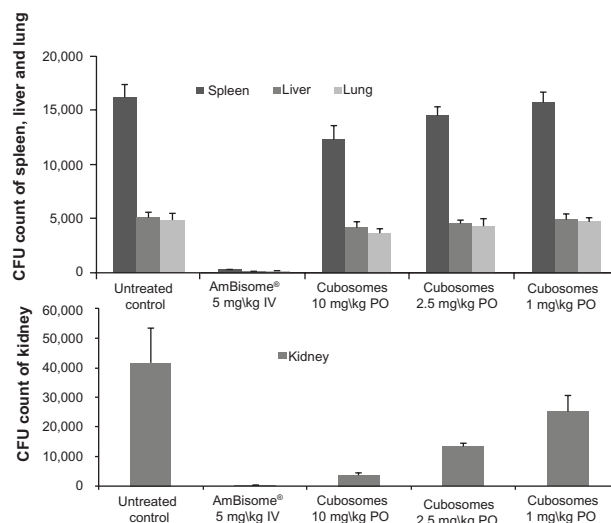 CFU count of spleen, liver and lung
20,000
15,000
10,000
5,000
0
Spleen Liver Lung
Untreated control AmBisome® 5 mg\kg IV Cubosomes 10 mg\kg PO Cubosomes 2.5 mg\kg PO Cubosomes 1 mg\kg PO
CFU count of kidney
60,000
50,000
40,000
30,000
20,000
10,000
0
Kidney
Untreated control AmBisome® 5 mg\kg IV Cubosomes 10 mg\kg PO Cubosomes 2.5 mg\kg PO Cubosomes 1 mg\kg PO